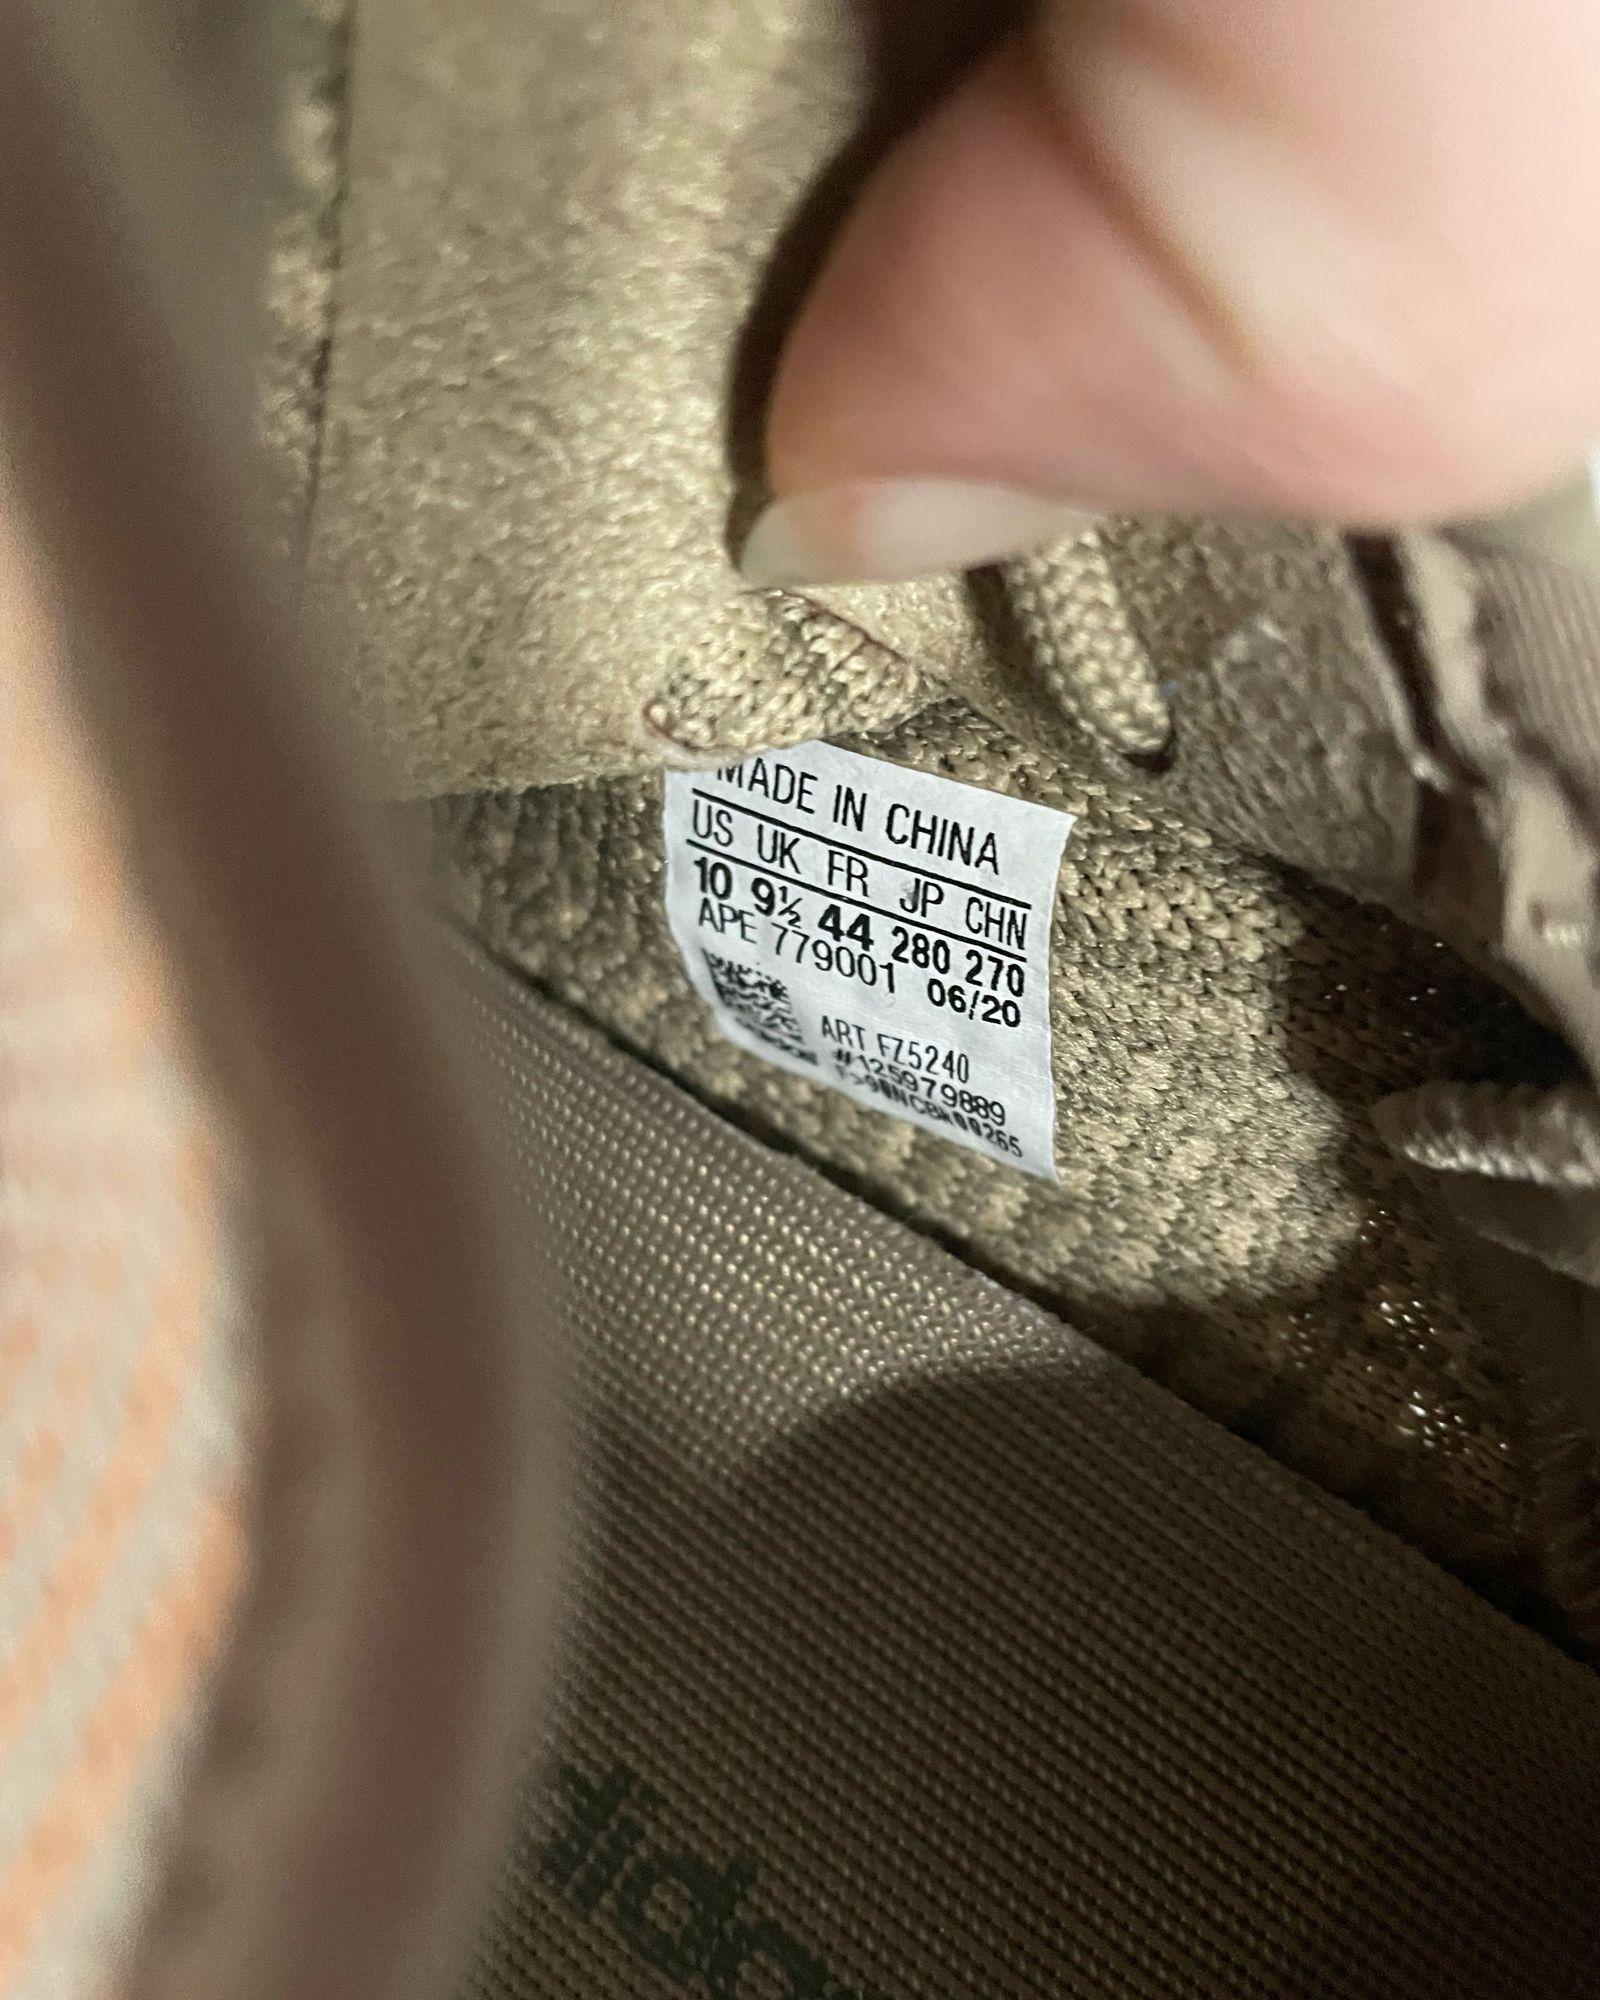 MADE IN CHINA
US UK FR JP CHN
10 9½ 44 280 270
APE 779001 06/20
ART FZ5240
#125979889